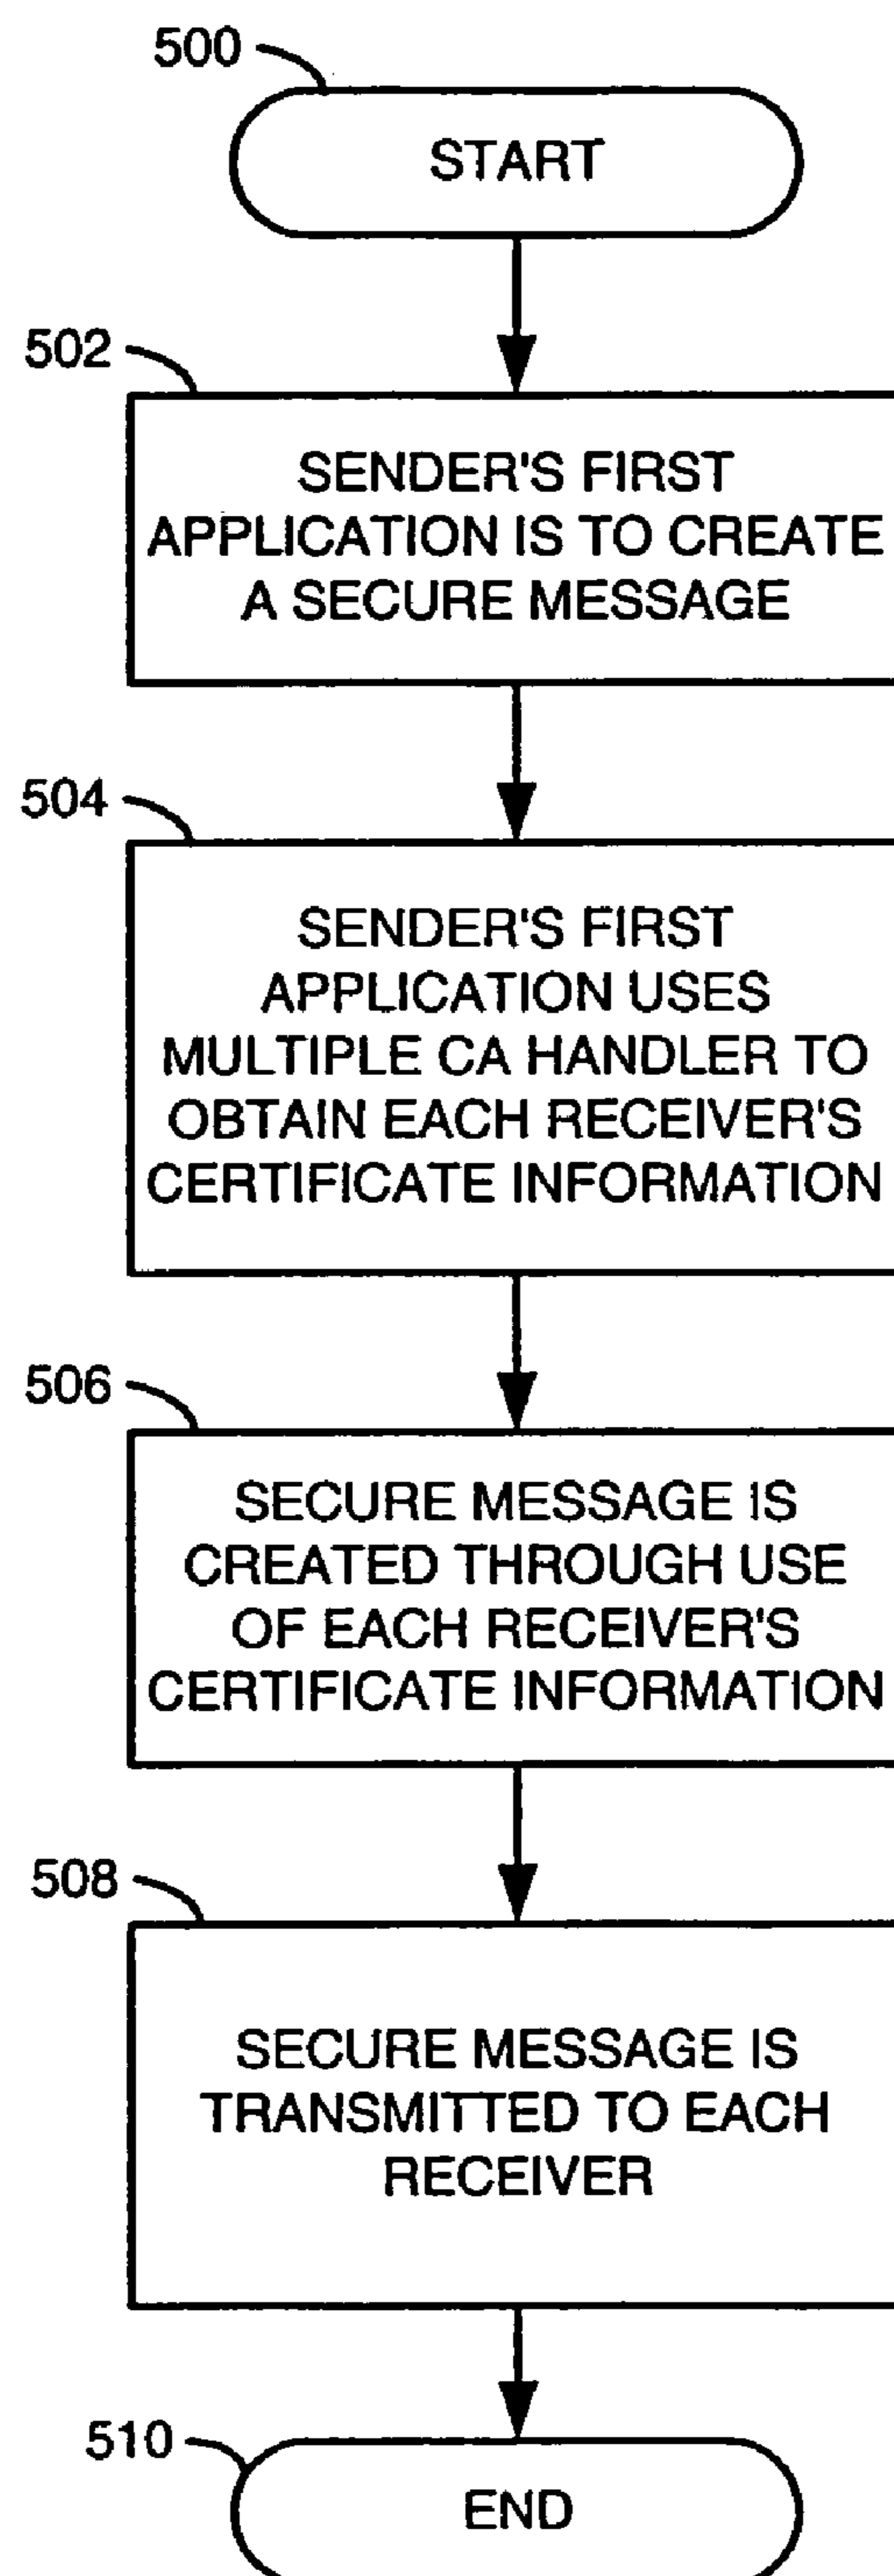 500
START
502
SENDER'S FIRST
APPLICATION IS TO CREATE
A SECURE MESSAGE
504
SENDER'S FIRST
APPLICATION USES
MULTIPLE CA HANDLER TO
OBTAIN EACH RECEIVER'S
CERTIFICATE INFORMATION
506
SECURE MESSAGE IS
CREATED THROUGH USE
OF EACH RECEIVER'S
CERTIFICATE INFORMATION
508
SECURE MESSAGE IS
TRANSMITTED TO EACH
RECEIVER
510
END